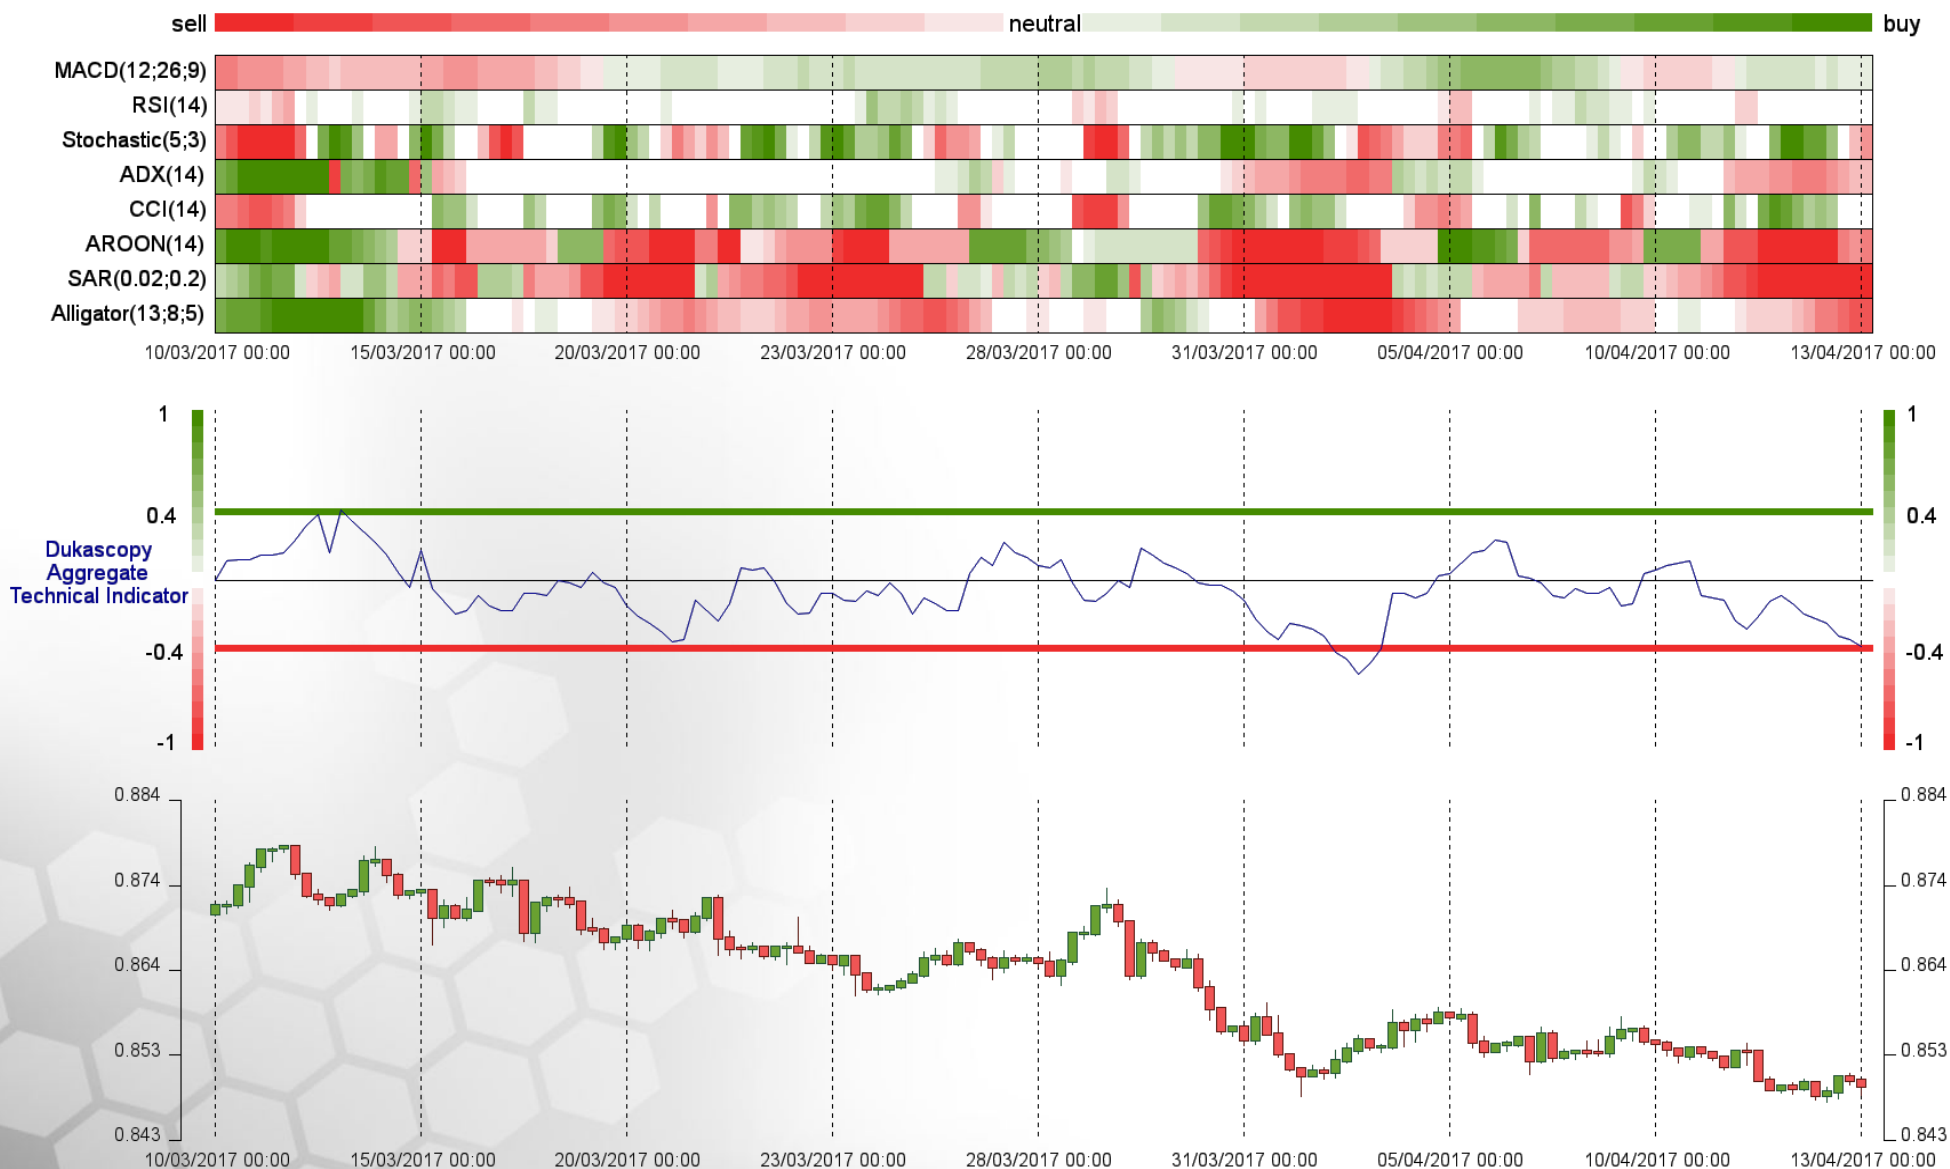 sell neutral buy
MACD(12;26;9)
RSI(14)
Stochastic(5;3)
ADX(14)
CCI(14)
AROON(14)
SAR(0.02;0.2)
Alligator(13;8;5)
10/03/2017 00:00 15/03/2017 00:00 20/03/2017 00:00 23/03/2017 00:00 28/03/2017 00:00 31/03/2017 00:00 05/04/2017 00:00 10/04/2017 00:00 13/04/2017 00:00
1 1
0.4 0.4
Dukascopy
Aggregate
Technical Indicator
-0.4 -0.4
-1 -1
0.884 0.884
0.874 0.874
0.864 0.864
0.853 0.853
0.843 0.843
10/03/2017 00:00 15/03/2017 00:00 20/03/2017 00:00 23/03/2017 00:00 28/03/2017 00:00 31/03/2017 00:00 05/04/2017 00:00 10/04/2017 00:00 13/04/2017 00:00